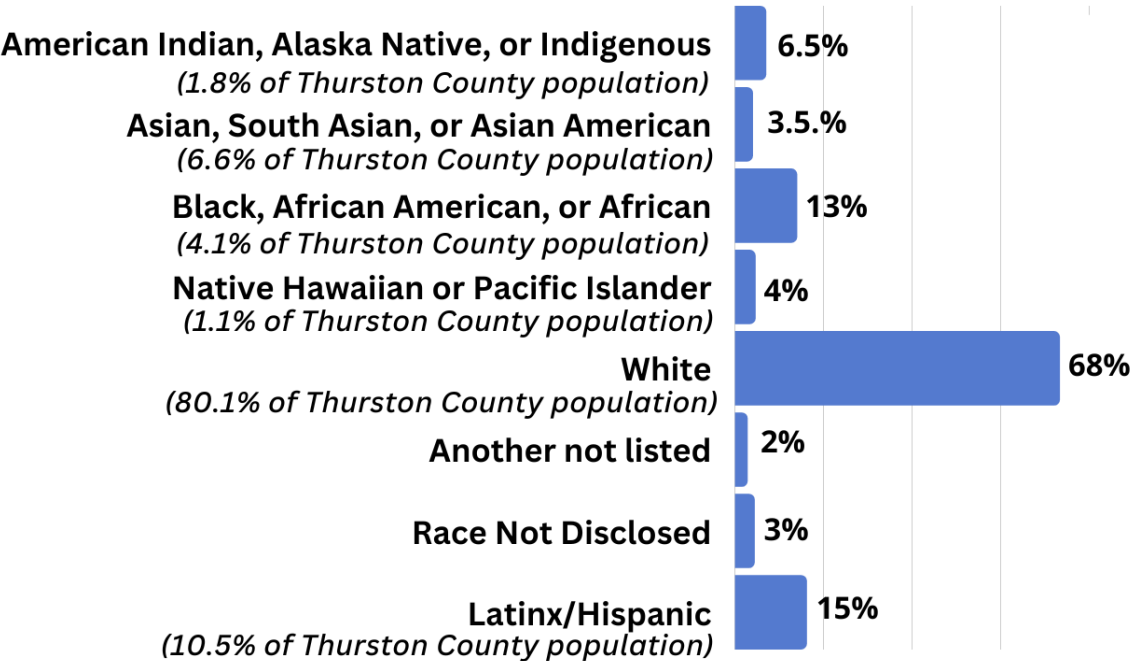 American Indian, Alaska Native, or Indigenous
6.5%
(1.8% of Thurston County population)
Asian, South Asian, or Asian American
3.5.%
(6.6% of Thurston County population)
Black, African American, or African
13%
(4.1% of Thurston County population)
Native Hawaiian or Pacific Islander
4%
(1.1% of Thurston County population)
White
68%
(80.1% of Thurston County population)
Another not listed
2%
Race Not Disclosed
3%
Latinx/Hispanic
15%
(10.5% of Thurston County population)